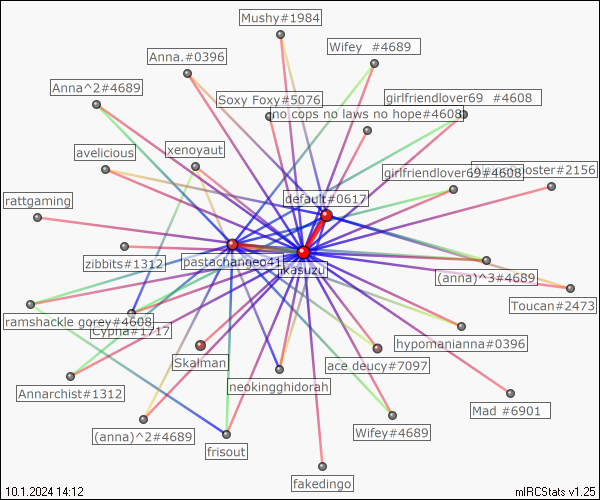 Mushy#1984
Wifey  #4689
Anna.#0396
Anna^2#4689
Soxy Foxy#5076
girlfriendlover69  #4608
no cops no laws no hope#4608
avelicious
xenoyaut
girlfriendlover69#4608
oster#2156
rattgaming
default#0617
zibbits#1312
pastachangeo41
nkasuzu
(anna)^3#4689
Toucan#2473
ramshackle gorey#4608
Cypha#1717
Skalman
hypomanianna#0396
ace deucy#7097
Annarchist#1312
neokingghidorah
Mad #6901
(anna)^2#4689
Wifey#4689
frisout
fakedingo
10.1.2024 14:12
mIRCStats v1.25